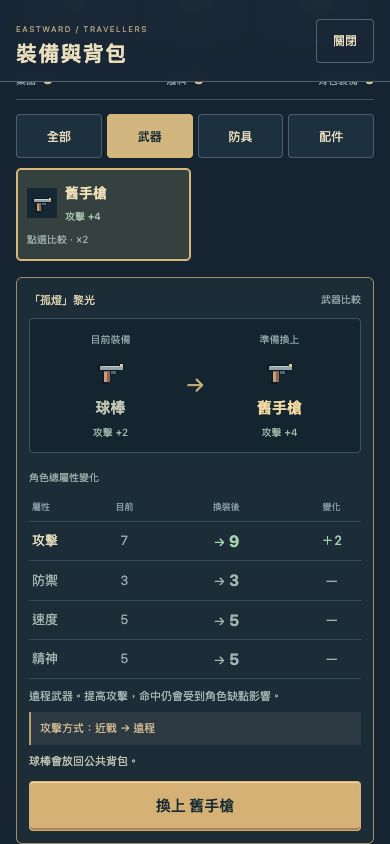 EASTWARD / TRAVELLERS
裝備與背包
關閉
全部
武器
防具
配件
舊手槍
攻擊 +4
點選比較 · ×2
「孤燈」黎光
武器比較
目前裝備
準備換上
→
球棒
舊手槍
攻擊 +2
攻擊 +4
角色總屬性變化
屬性 目前 換裝後 變化
攻擊 7 → 9 +2
防禦 3 → 3 —
速度 5 → 5 —
精神 5 → 5 —
遠程武器。提高攻擊,命中仍會受到角色缺點影響。
攻擊方式:近戰 → 遠程
球棒會放回公共背包。
換上 舊手槍